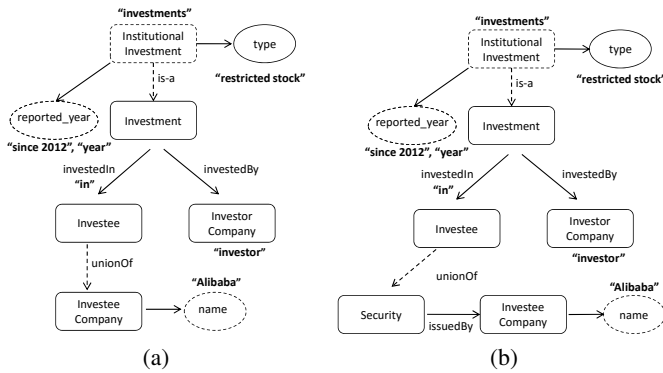 “investments”
Institutional
Investment
type
“restricted stock”
is-a
reported_year
“since 2012”, “year”
Investment
investedIn
“in”
investedBy
Investee
Investor
Company
“investor”
unionOf
“Alibaba”
Investee
Company
name
(a)
“investments”
Institutional
Investment
type
“restricted stock”
is-a
reported_year
“since 2012”, “year”
Investment
investedIn
“in”
investedBy
Investee
Investor
Company
“investor”
unionOf
“Alibaba”
Security
issuedBy
Investee
Company
name
(b)